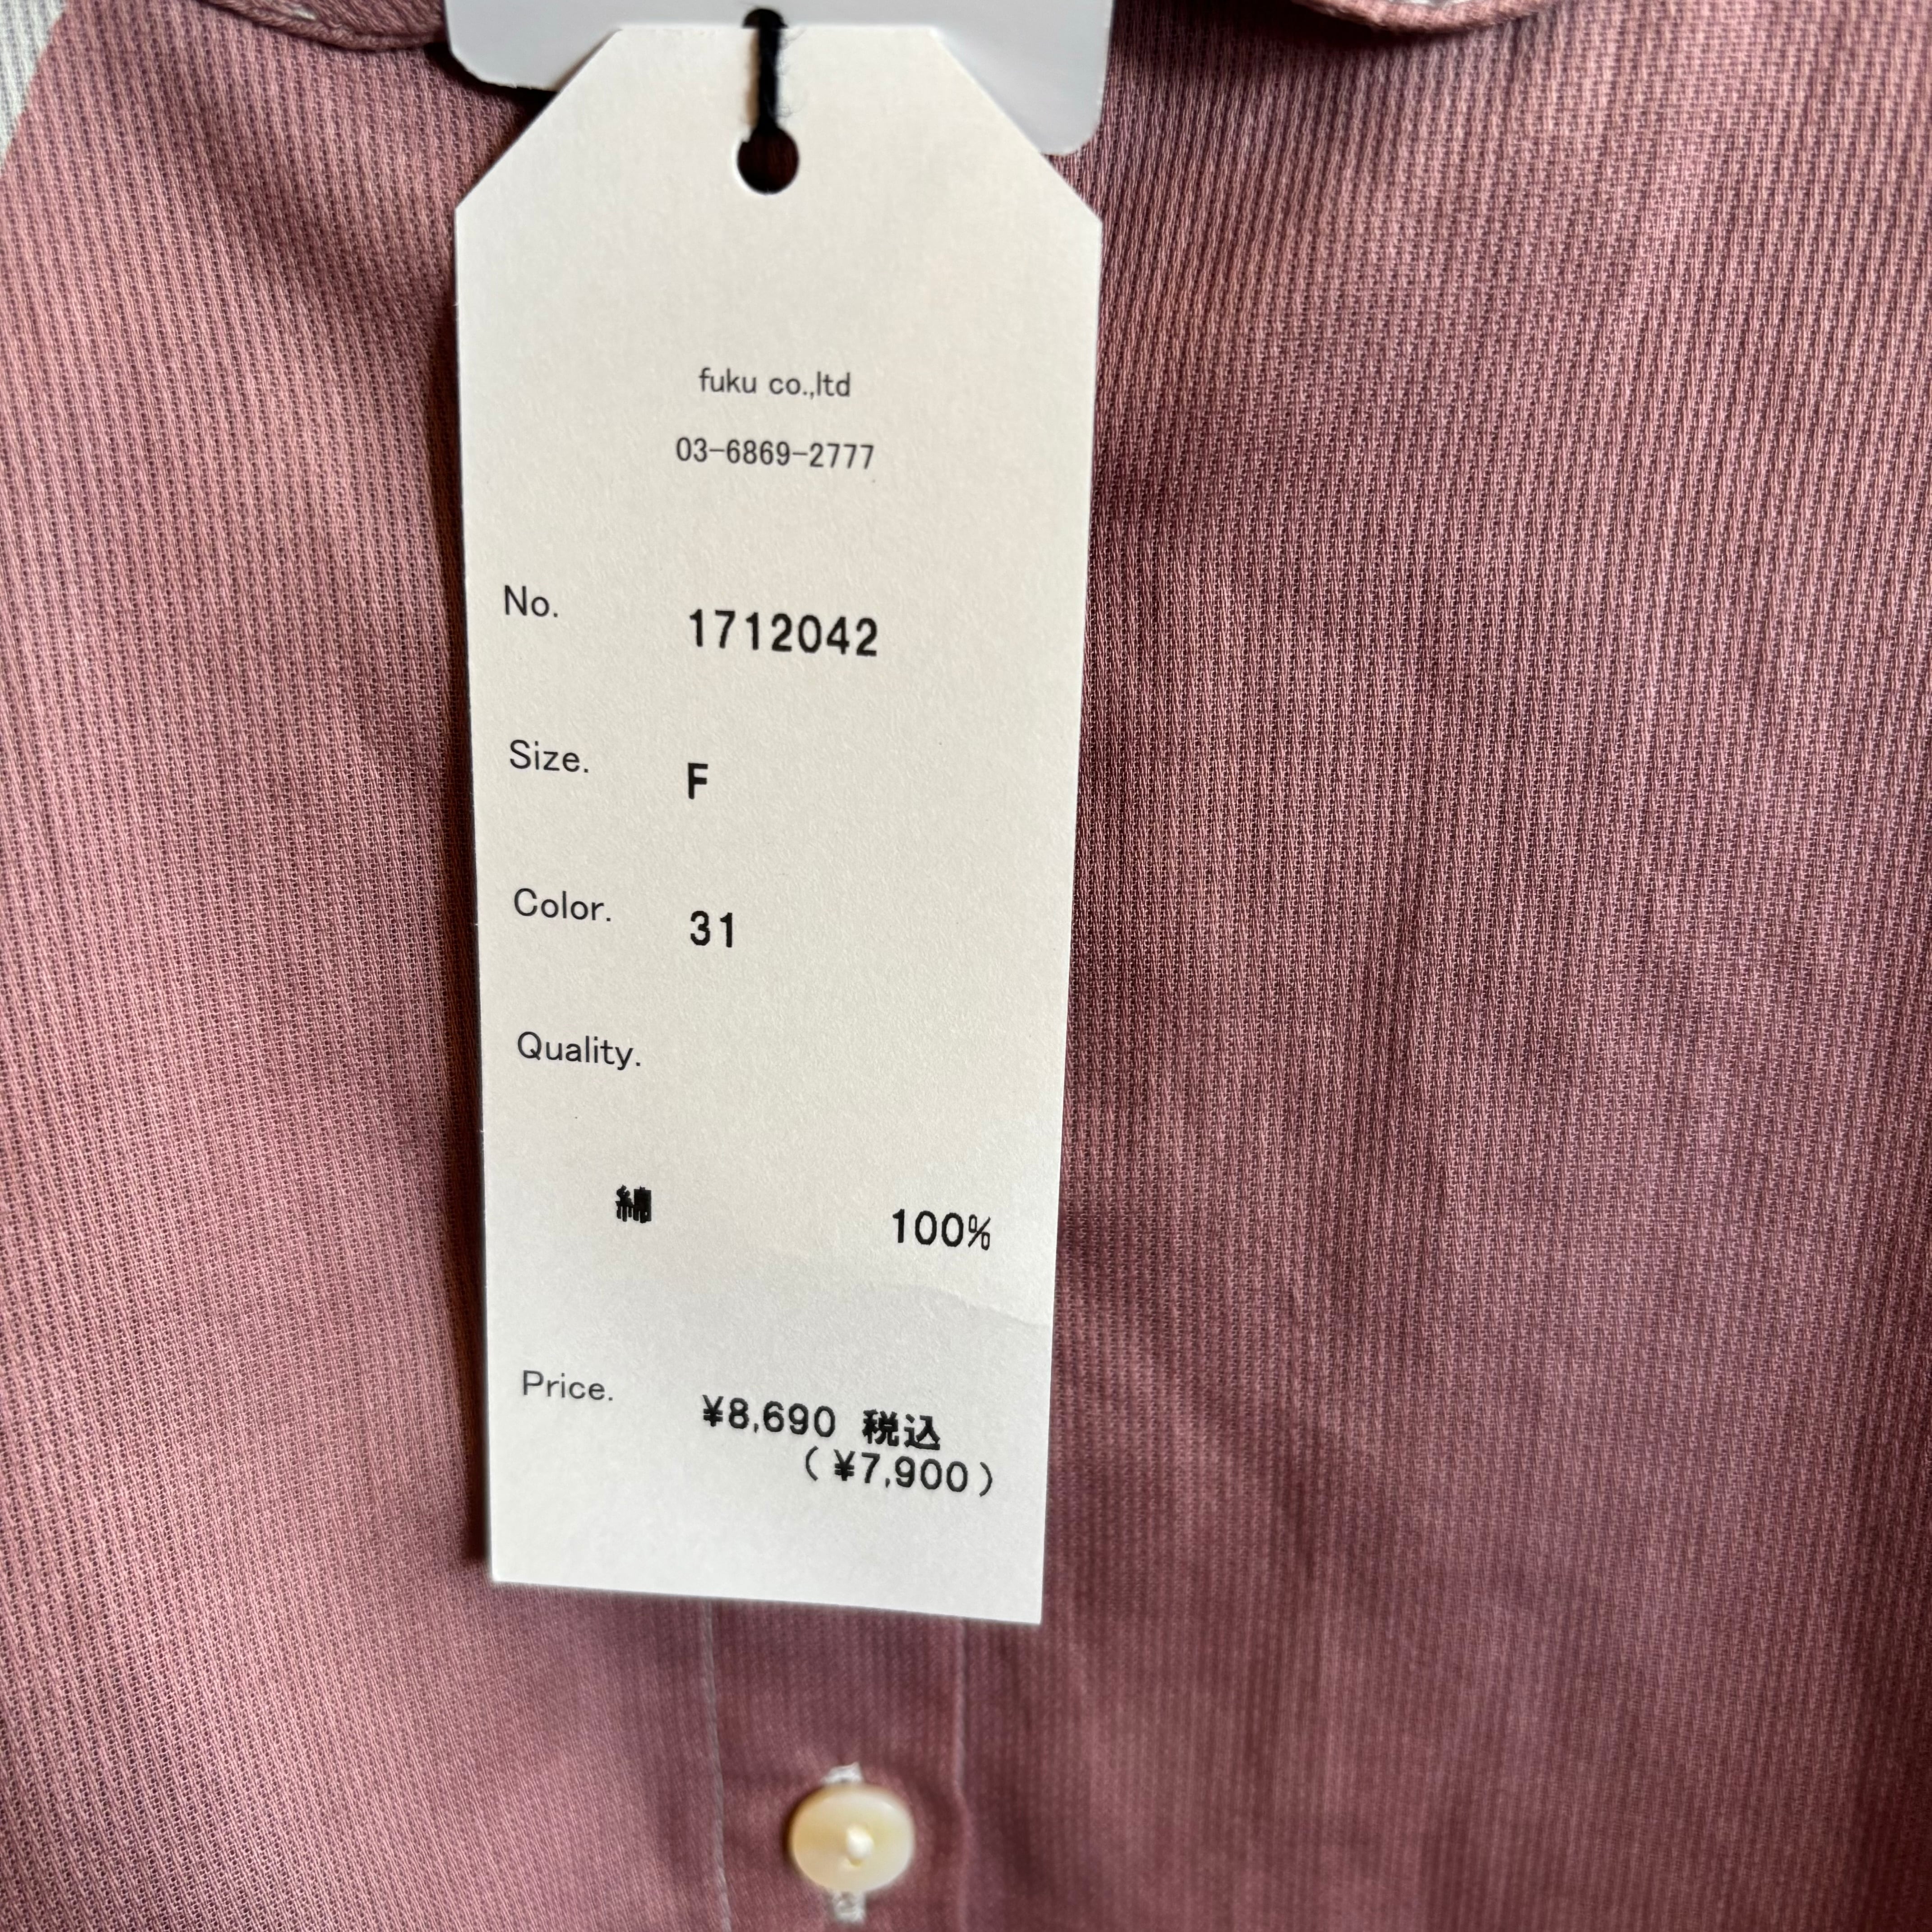 fuku co.,ltd
03-6869-2777
No. 1712042
Size. F
Color. 31
Quality.
綿 100%
Price. ¥8,690 税込
(¥7,900)